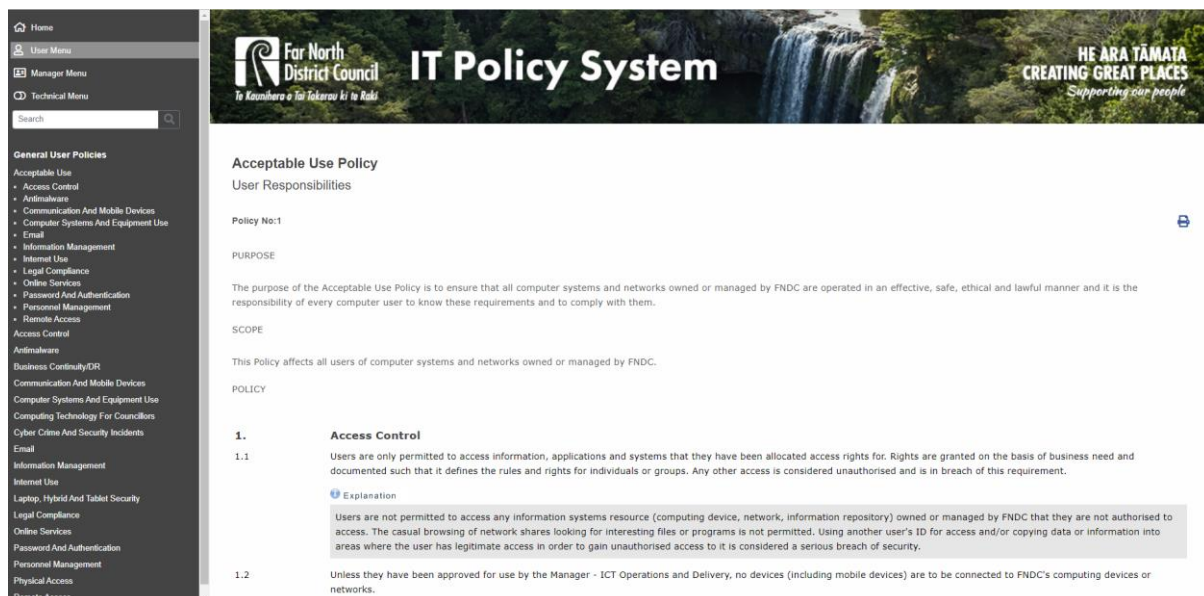 Home
User Menu
Manager Menu
Technical Menu
Search
General User Policies
Acceptable Use
• Access Control
• Antimalware
• Communication And Mobile Devices
• Computer Systems And Equipment Use
• Email
• Information Management
• Internet Use
• Legal Compliance
• Online Services
• Password And Authentication
• Personnel Management
• Remote Access
Access Control
Antimalware
Business Continuity/DR
Communication And Mobile Devices
Computer Systems And Equipment Use
Computing Technology For Councillors
Cyber Crime And Security Incidents
Email
Information Management
Internet Use
Laptop, Hybrid And Tablet Security
Legal Compliance
Online Services
Password And Authentication
Personnel Management
Physical Access
Remote Access
Far North
District Council
Te Kaunihera o Tai Tokerau ki te Raki
IT Policy System
HE ARA TĀMATA
CREATING GREAT PLACES
Supporting our people
Acceptable Use Policy
User Responsibilities
Policy No:1
PURPOSE
The purpose of the Acceptable Use Policy is to ensure that all computer systems and networks owned or managed by FNDC are operated in an effective, safe, ethical and lawful manner and it is the
responsibility of every computer user to know these requirements and to comply with them.
SCOPE
This Policy affects all users of computer systems and networks owned or managed by FNDC.
POLICY
1. Access Control
1.1 Users are only permitted to access information, applications and systems that they have been allocated access rights for. Rights are granted on the basis of business need and
documented such that it defines the rules and rights for individuals or groups. Any other access is considered unauthorised and is in breach of this requirement.
Explanation
Users are not permitted to access any information systems resource (computing device, network, information repository) owned or managed by FNDC that they are not authorised to
access. The casual browsing of network shares looking for interesting files or programs is not permitted. Using another user's ID for access and/or copying data or information into
areas where the user has legitimate access in order to gain unauthorised access to it is considered a serious breach of security.
1.2 Unless they have been approved for use by the Manager - ICT Operations and Delivery, no devices (including mobile devices) are to be connected to FNDC's computing devices or
networks.